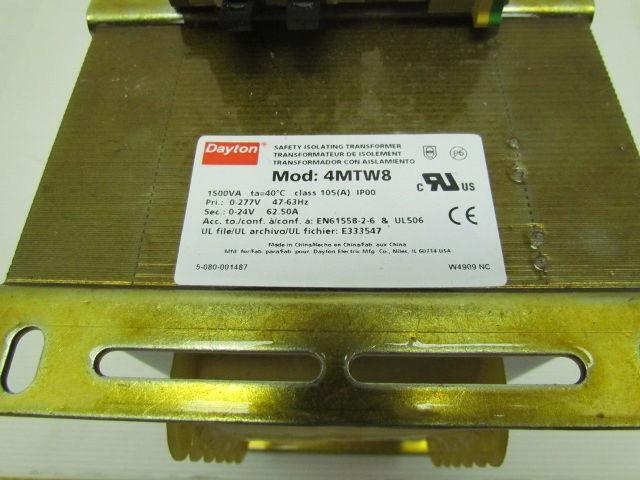 Dayton®
SAFETY ISOLATING TRANSFORMER
TRANSFORMATEUR DE ISOLEMENT
TRANSFORMADOR CON AISLAMIENTO
Mod: 4MTW8
1500VA ta=40°C class 105(A) IP00
Pri.: 0-277V 47-63Hz
Sec.: 0-24V 62.50A
Acc. to./conf. à/conf. a: EN61558-2-6 & UL506
UL file/UL archivo/UL fichier: E333547
C RU US
CE
Made in China/Hecho en China/Fab. aux China
Mfd. for/Fab. para/Fab. pour: Dayton Electric Mfg. Co., Niles, IL 60714 USA
5-080-001487
W4909 NC